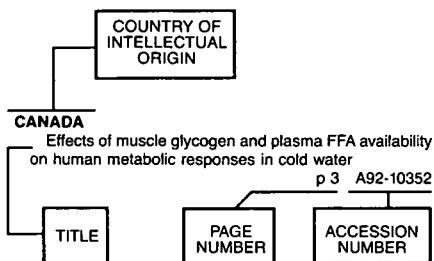 COUNTRY OF
INTELLECTUAL
ORIGIN
CANADA
Effects of muscle glycogen and plasma FFA availability
on human metabolic responses in cold water
p 3 A92-10352
TITLE
PAGE
NUMBER
ACCESSION
NUMBER